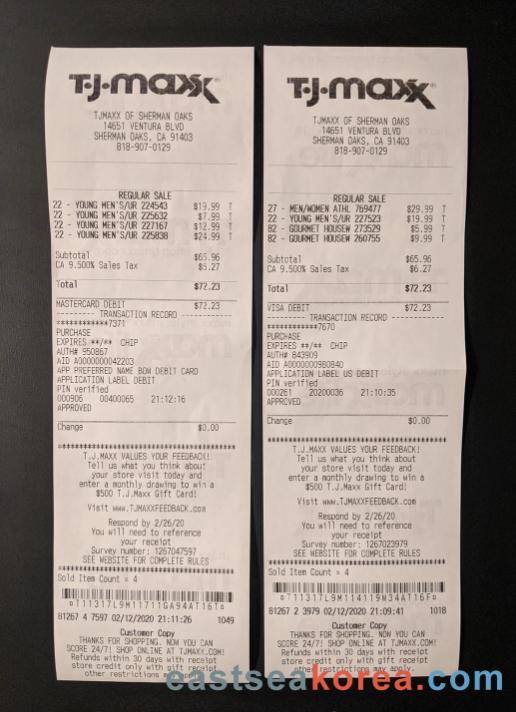 T·J·maxx
TJMAXX OF SHERMAN OAKS
14651 VENTURA BLVD
SHERMAN OAKS, CA 91403
818-907-0129
REGULAR SALE
22 - YOUNG MEN'S/UR 224543 $19.99 T
22 - YOUNG MEN'S/UR 225632 $7.99 T
22 - YOUNG MEN'S/UR 227167 $12.99 T
22 - YOUNG MEN'S/UR 225838 $24.99 T
Subtotal $65.96
CA 9.500% Sales Tax $5.27
Total $72.23
MASTERCARD DEBIT $72.23
--------- TRANSACTION RECORD ---------
************7371
PURCHASE
EXPIRES **/** CHIP
AUTH# 950867
AID A0000000042203
APP PREFERRED NAME BOW DEBIT CARD
APPLICATION LABEL DEBIT
PIN verified
000906 00400065 21:12:16
APPROVED
Change $0.00
T.J.MAXX VALUES YOUR FEEDBACK!
Tell us what you think about
your store visit today and
enter a monthly drawing to win a
$500 T.J.Maxx Gift Card!
Visit www.TJMAXXFEEDBACK.com
Respond by 2/26/20
You will need to reference
your receipt
Survey number: 1267047597
SEE WEBSITE FOR COMPLETE RULES
Sold Item Count = 4
81267 4 7597 02/12/2020 21:11:26 1049
Customer Copy
THANKS FOR SHOPPING. NOW YOU CAN
SCORE 24/7! SHOP ONLINE AT TJMAXX.COM!
Refunds within 30 days with receipt
store credit only with gift receipt.
other restrictions may
T·J·maxx
TJMAXX OF SHERMAN OAKS
14651 VENTURA BLVD
SHERMAN OAKS, CA 91403
818-907-0129
REGULAR SALE
27 - MEN/WOMEN ATHL 769477 $29.99 T
22 - YOUNG MEN'S/UR 227523 $19.99 T
82 - GOURMET HOUSEW 273529 $5.99 T
82 - GOURMET HOUSEW 260755 $9.99 T
Subtotal $65.96
CA 9.500% Sales Tax $6.27
Total $72.23
VISA DEBIT $72.23
--------- TRANSACTION RECORD ---------
************7670
PURCHASE
EXPIRES **/** CHIP
AUTH# 843909
AID A0000000980840
APPLICATION LABEL US DEBIT
PIN verified
000261 20200036 21:10:35
APPROVED
Change $0.00
T.J.MAXX VALUES YOUR FEEDBACK!
Tell us what you think about
your store visit today and
enter a monthly drawing to win a
$500 T.J.Maxx Gift Card!
Visit www.TJMAXXFEEDBACK.com
Respond by 2/26/20
You will need to reference
your receipt
Survey number: 1267023979
SEE WEBSITE FOR COMPLETE RULES
Sold Item Count = 4
81267 2 3979 02/12/2020 21:09:41 1018
Customer Copy
THANKS FOR SHOPPING. NOW YOU CAN
SCORE 24/7! SHOP ONLINE AT TJMAXX.COM!
Refunds within 30 days with receipt
store credit only with gift receipt.
other restrictions may
eastseakorea.com